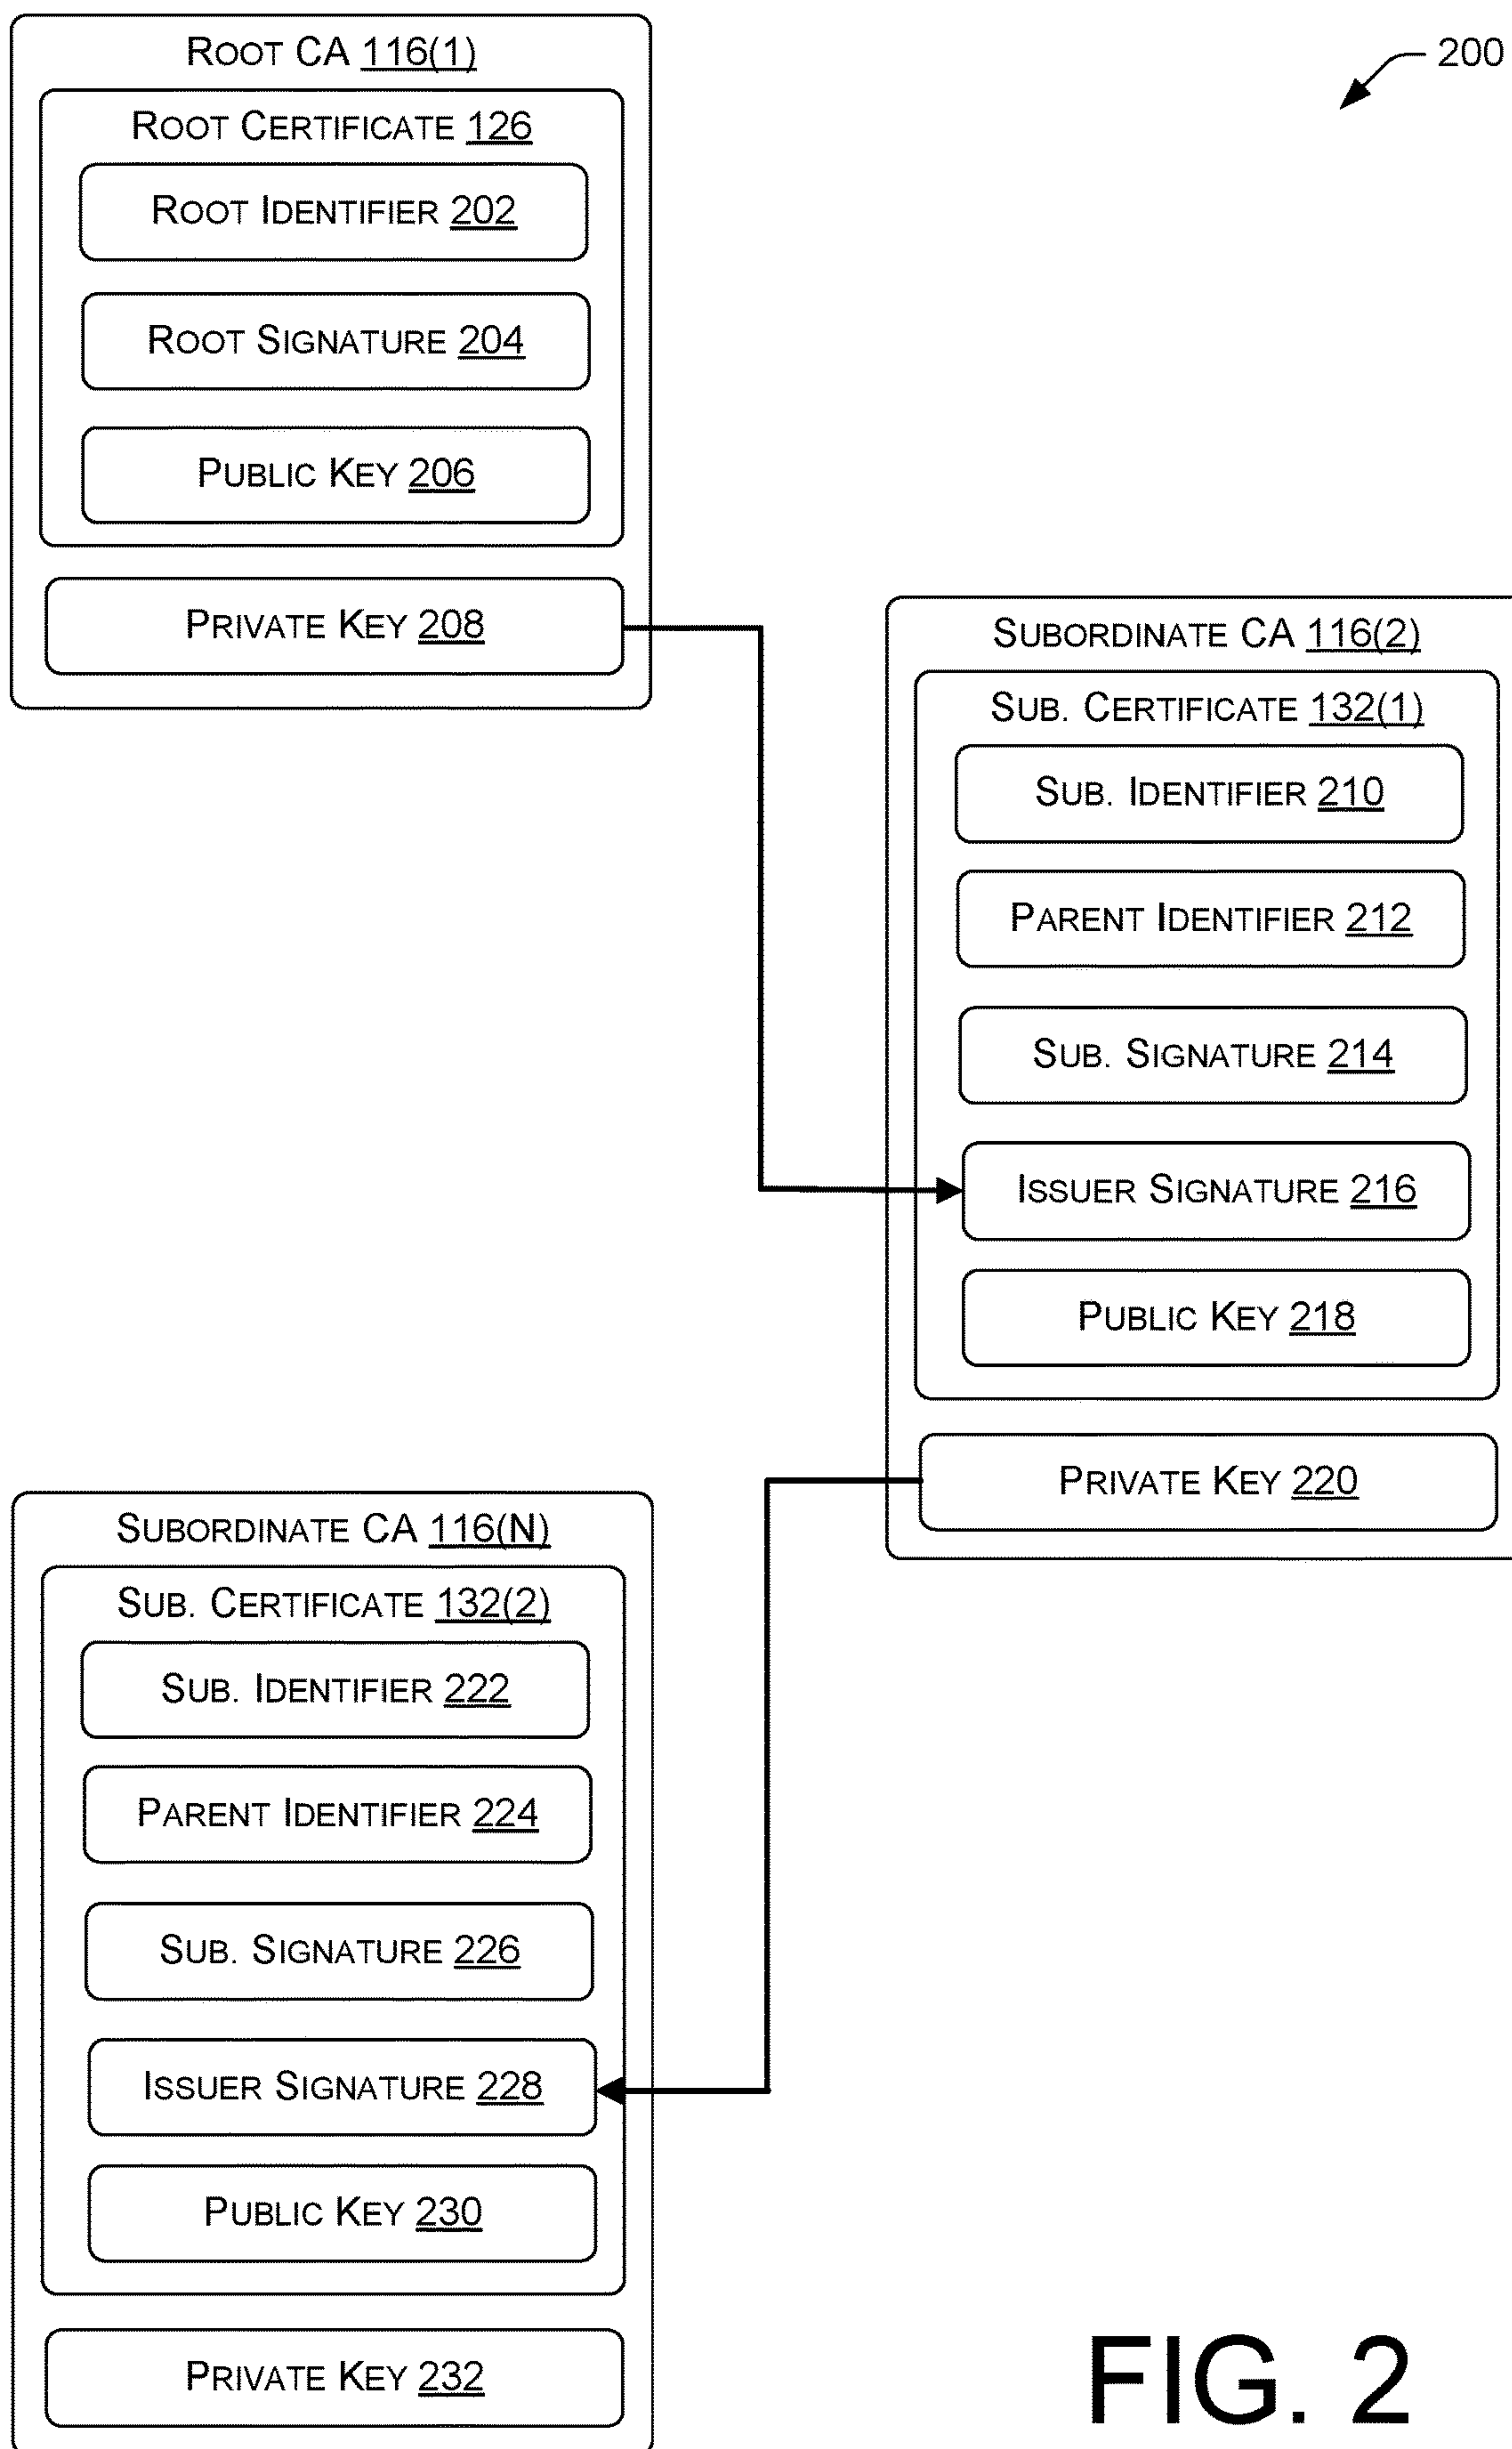 200
ROOT CA 116(1)
ROOT CERTIFICATE 126
ROOT IDENTIFIER 202
ROOT SIGNATURE 204
PUBLIC KEY 206
PRIVATE KEY 208
SUBORDINATE CA 116(2)
SUB. CERTIFICATE 132(1)
SUB. IDENTIFIER 210
PARENT IDENTIFIER 212
SUB. SIGNATURE 214
ISSUER SIGNATURE 216
PUBLIC KEY 218
PRIVATE KEY 220
SUBORDINATE CA 116(N)
SUB. CERTIFICATE 132(2)
SUB. IDENTIFIER 222
PARENT IDENTIFIER 224
SUB. SIGNATURE 226
ISSUER SIGNATURE 228
PUBLIC KEY 230
PRIVATE KEY 232
FIG. 2